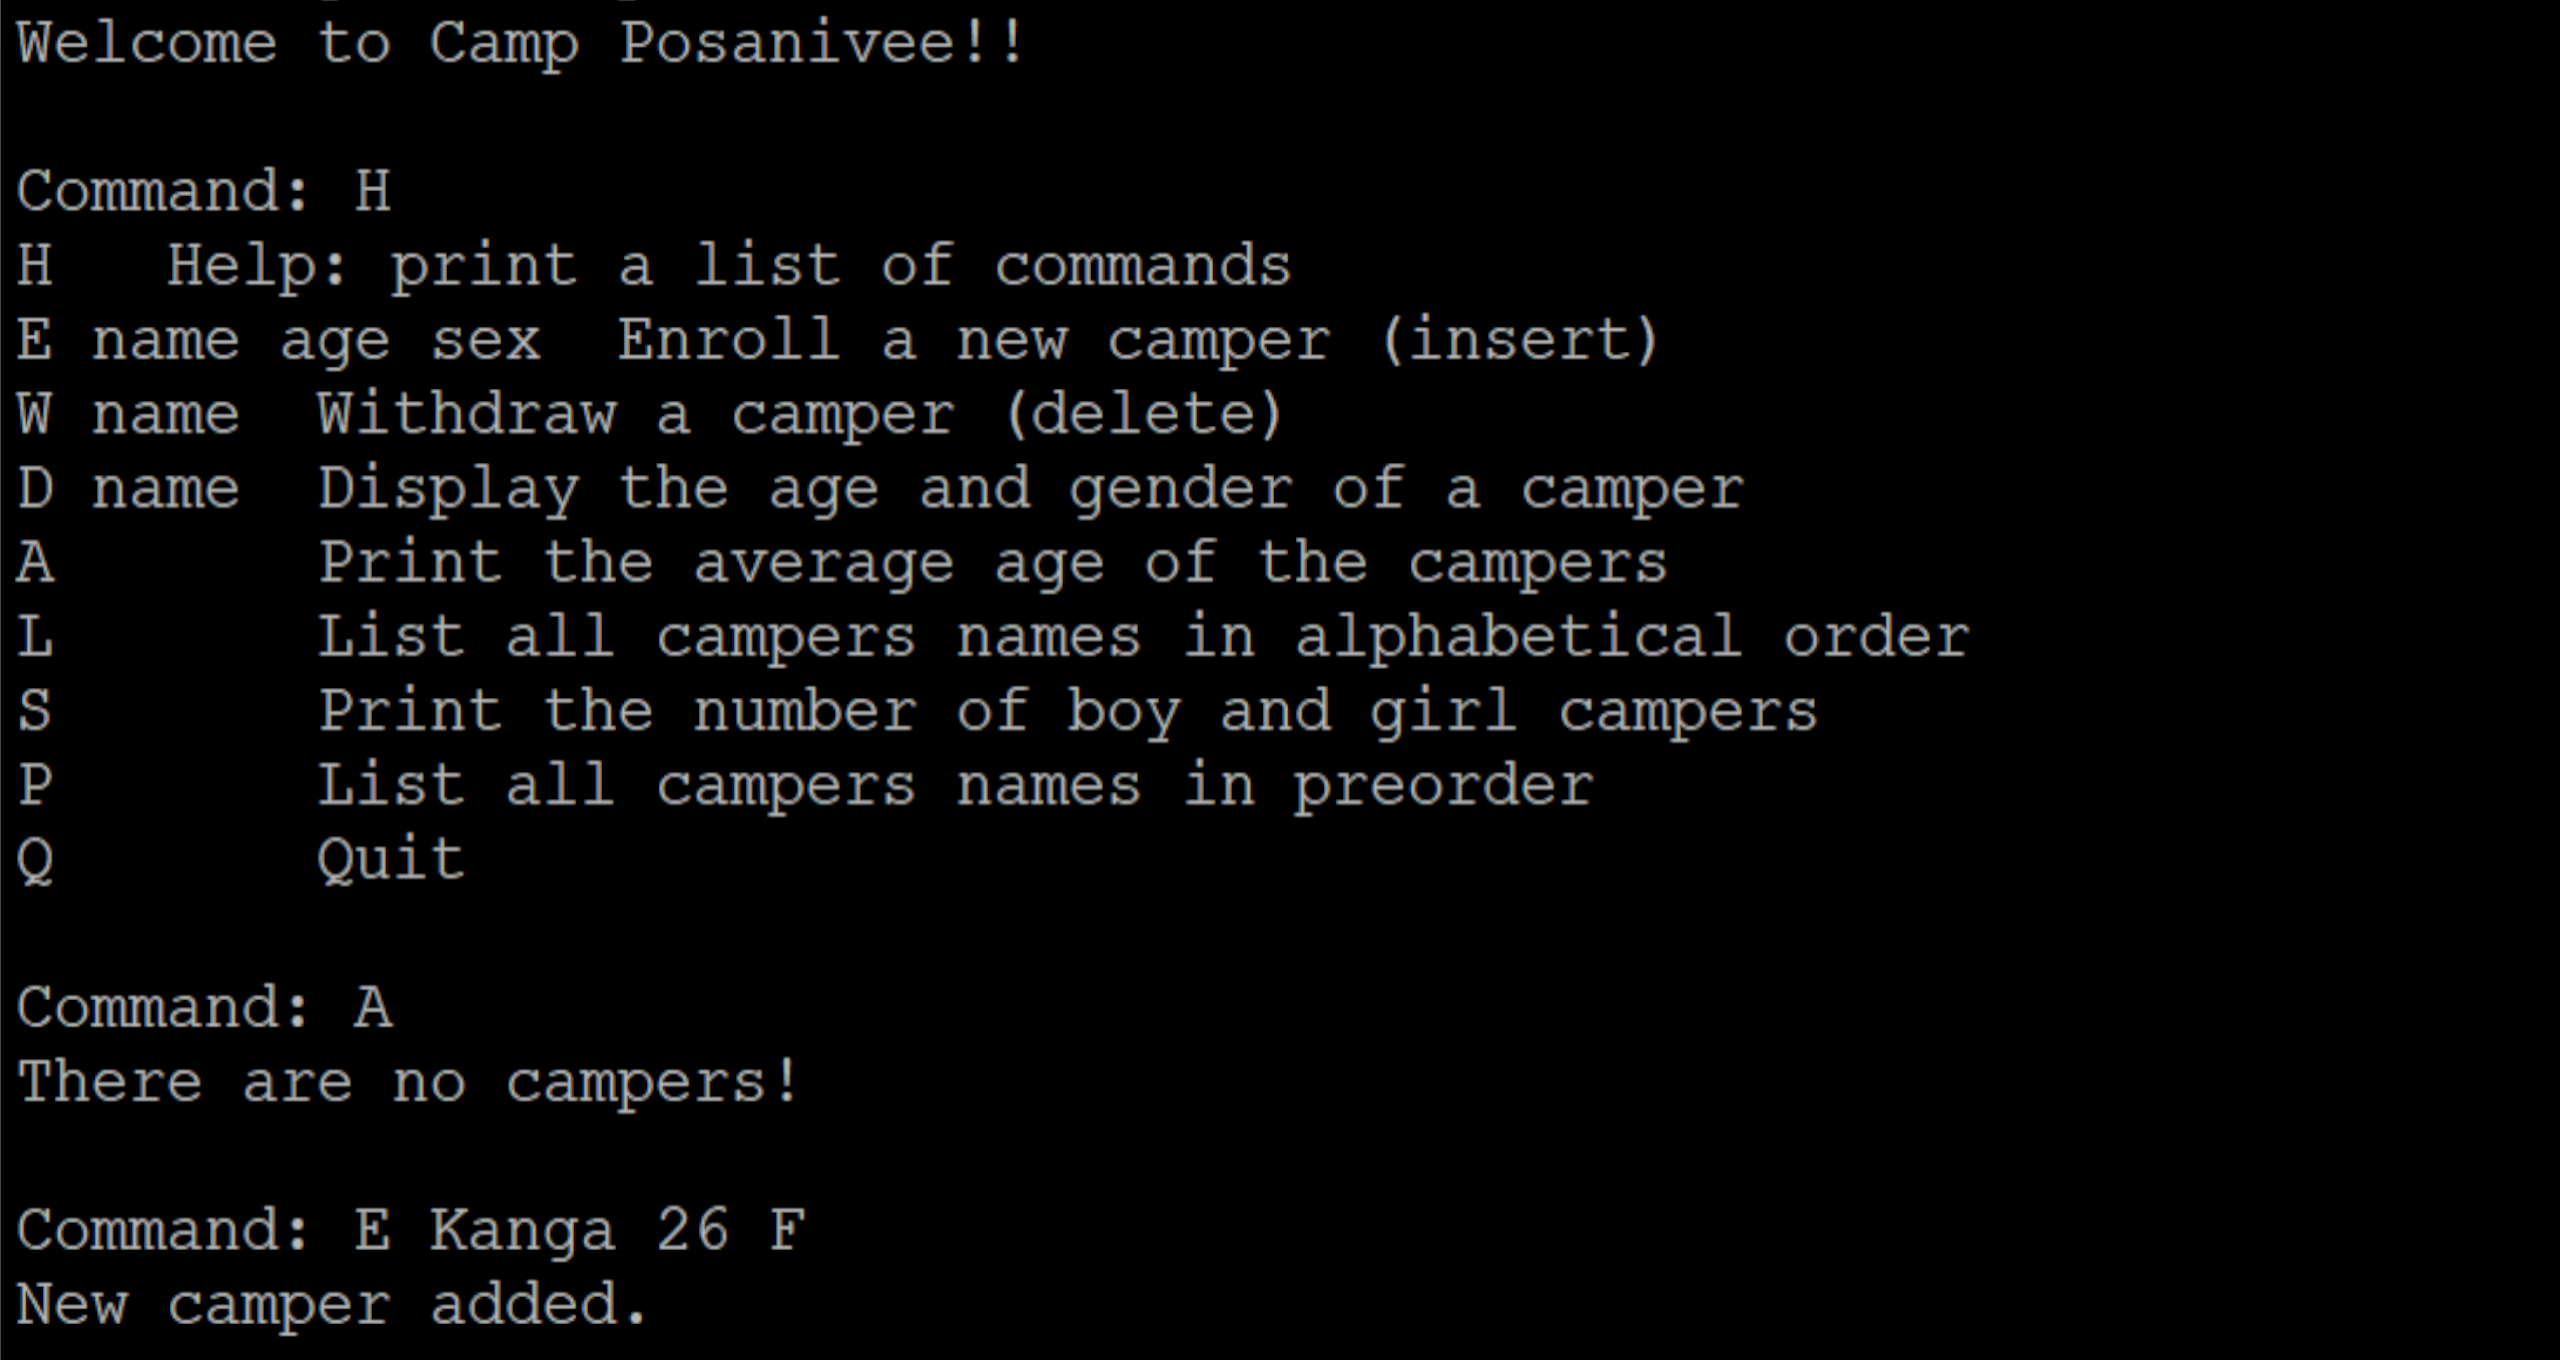 Welcome to Camp Posanivee!!
Command: H
H   Help: print a list of commands
E name age sex  Enroll a new camper (insert)
W name  Withdraw a camper (delete)
D name  Display the age and gender of a camper
A       Print the average age of the campers
L       List all campers names in alphabetical order
S       Print the number of boy and girl campers
P       List all campers names in preorder
Q       Quit
Command: A
There are no campers!
Command: E Kanga 26 F
New camper added.